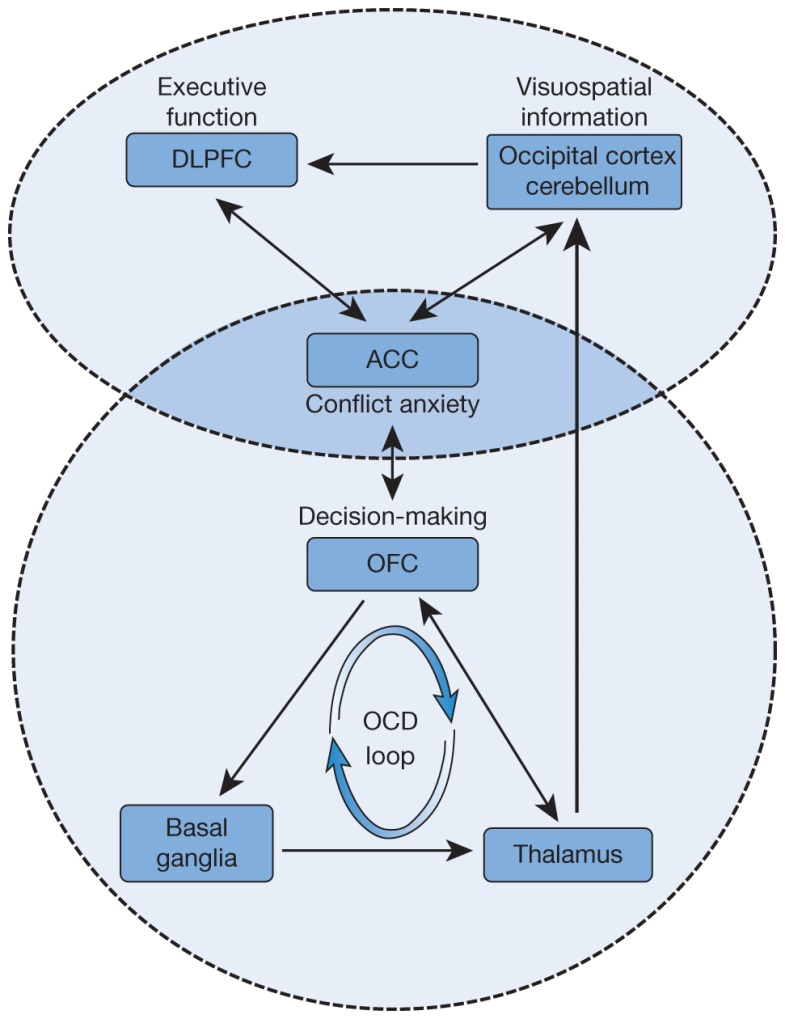 Executive
function
DLPFC
Visuospatial
information
Occipital cortex
cerebellum
ACC
Conflict anxiety
Decision-making
OFC
OCD
loop
Basal
ganglia
Thalamus